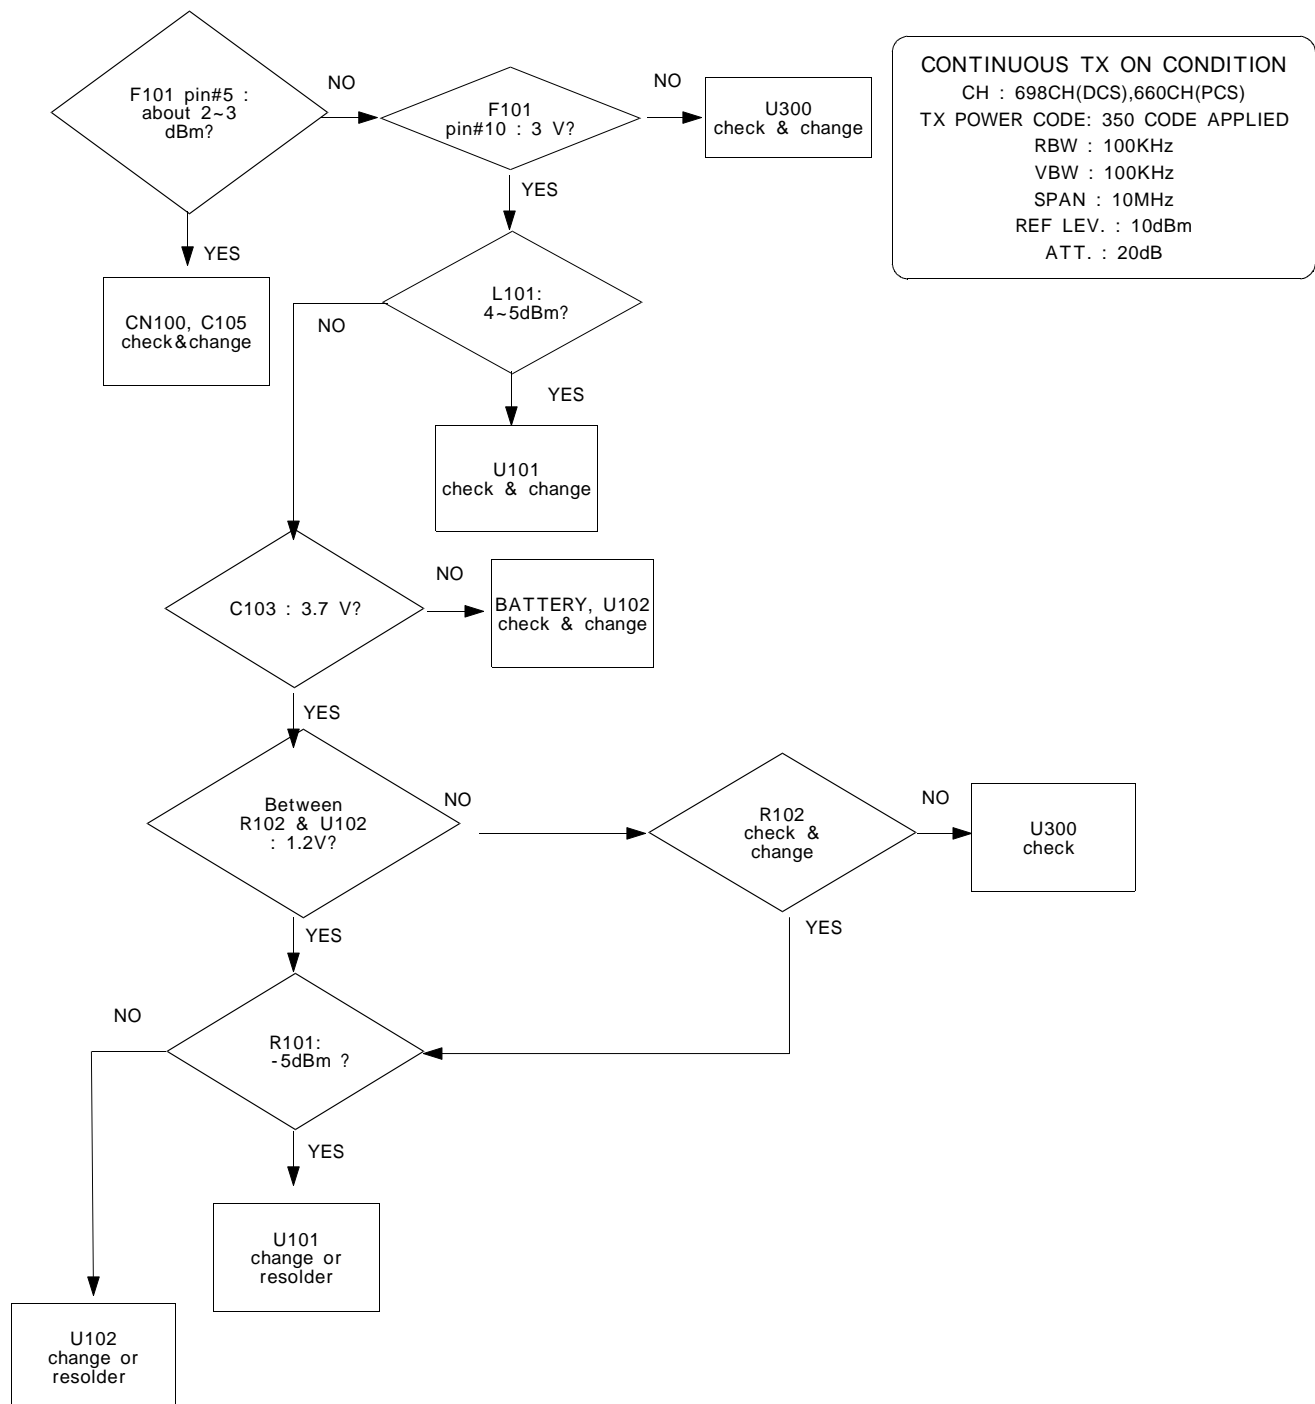 F101 pin#5 :
about 2~3
dBm?
NO
F101
pin#10 : 3 V?
NO
U300
check & change
CONTINUOUS TX ON CONDITION
CH : 698CH(DCS),660CH(PCS)
TX POWER CODE: 350 CODE APPLIED
RBW : 100KHz
VBW : 100KHz
SPAN : 10MHz
REF LEV. : 10dBm
ATT. : 20dB
YES
YES
CN100, C105
check&change
L101:
4~5dBm?
NO
YES
U101
check & change
C103 : 3.7 V?
NO
BATTERY, U102
check & change
YES
Between
R102 & U102
: 1.2V?
NO
R102
check &
change
NO
U300
check
YES
YES
R101:
-5dBm ?
NO
YES
U101
change or
resolder
U102
change or
resolder